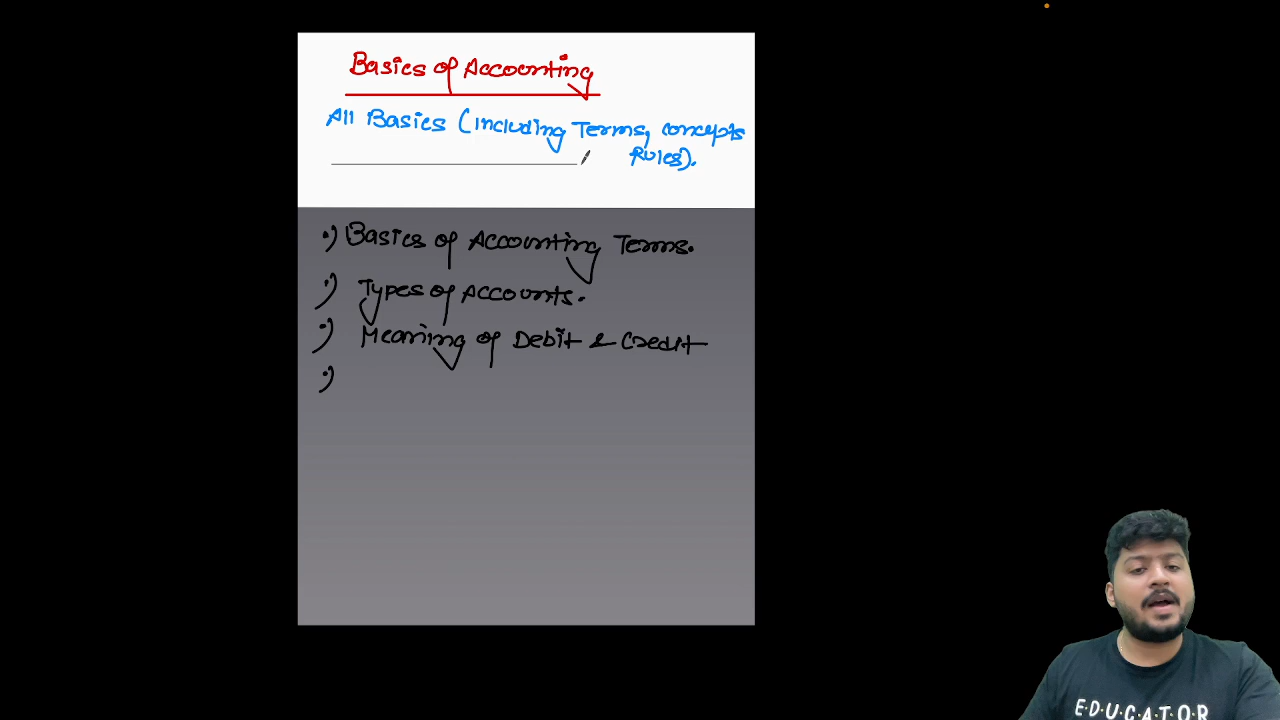 Basics of Accounting
All Basics (including Terms, concepts
Rules).
•) Basics of Accounting Terms.
•) Types of Accounts.
•) Meaning of Debit & Credit
•)
E·D·U·C·A·T·O·R